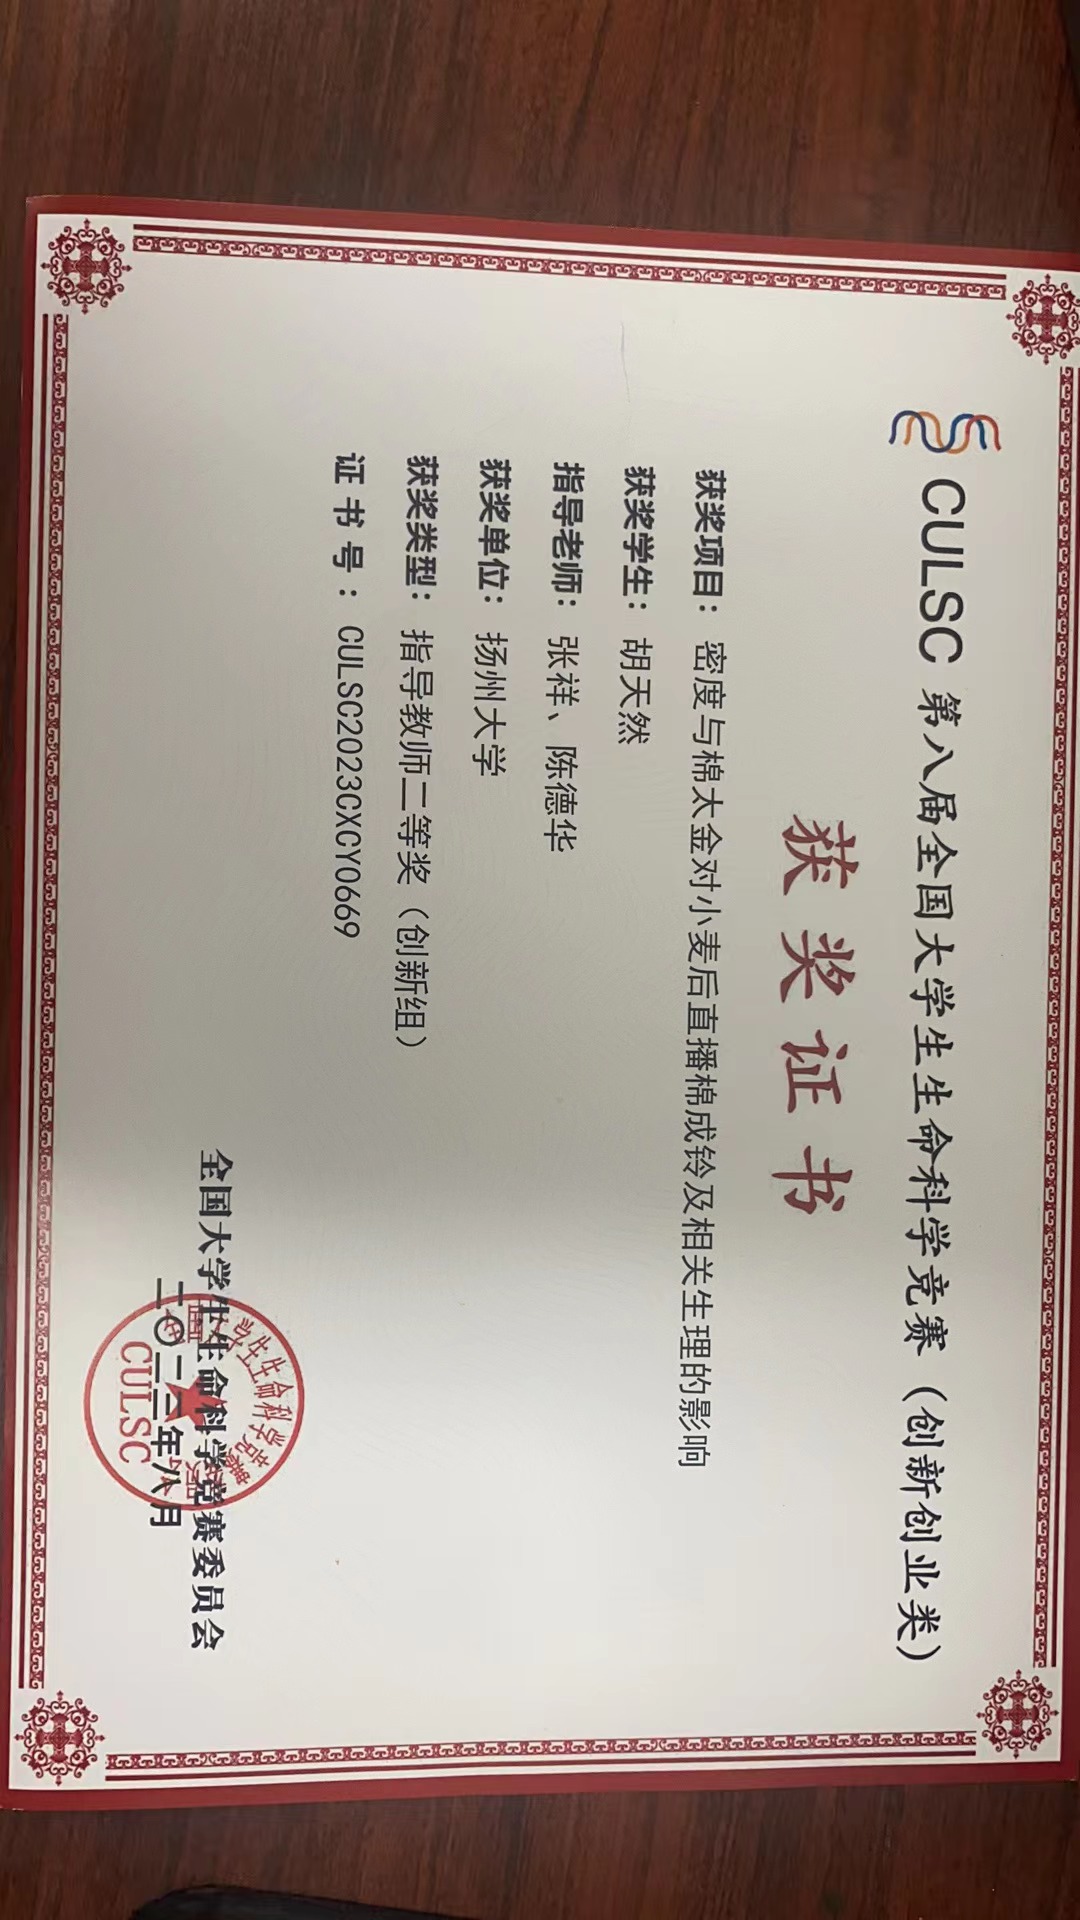 CULSC 第八届全国大学生生命科学竞赛（创新创业类）
获奖证书
获奖项目：密度与棉太金对小麦后直播棉成铃及相关生理的影响
获奖学生：胡天然
指导老师：张祥、陈德华
获奖单位：扬州大学
获奖类型：指导教师二等奖（创新组）
证书号：CULSC2023CXCY0669
全国大学生生命科学竞赛委员会
二〇二三年八月
CULSC